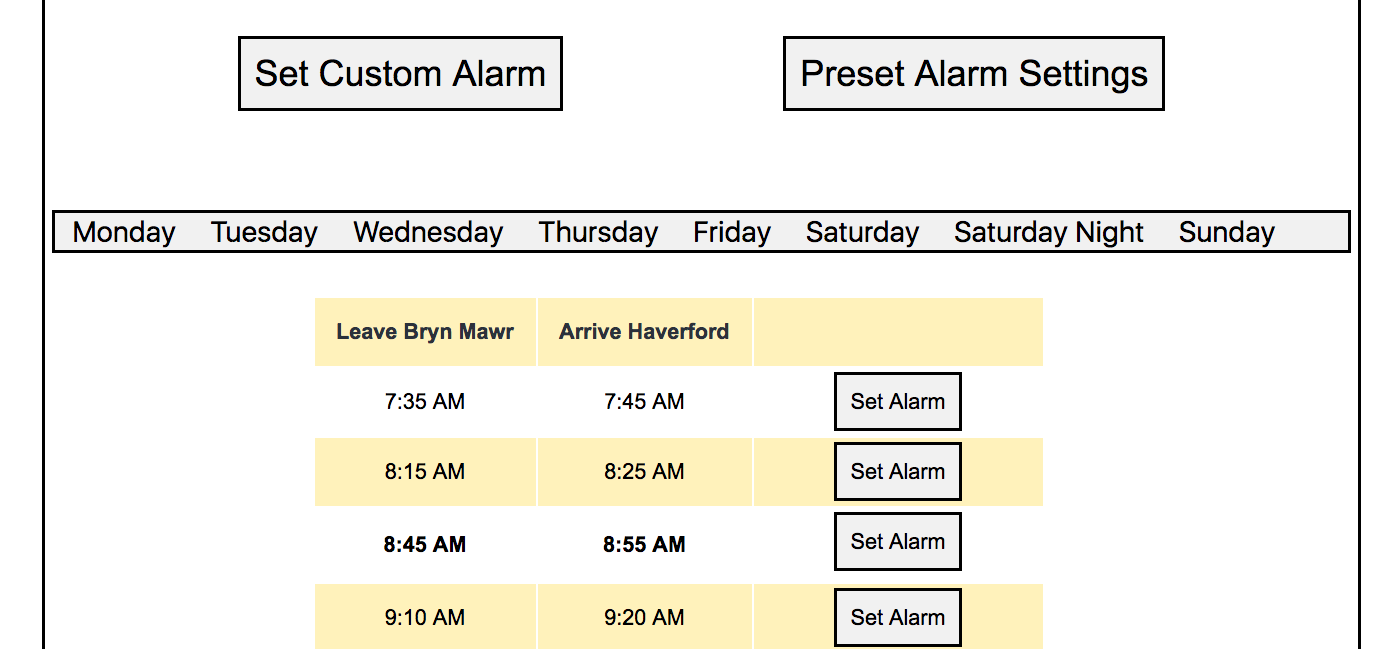 Set Custom Alarm Preset Alarm Settings
Monday Tuesday Wednesday Thursday Friday Saturday Saturday Night Sunday
Leave Bryn Mawr Arrive Haverford
7:35 AM 7:45 AM Set Alarm
8:15 AM 8:25 AM Set Alarm
8:45 AM 8:55 AM Set Alarm
9:10 AM 9:20 AM Set Alarm